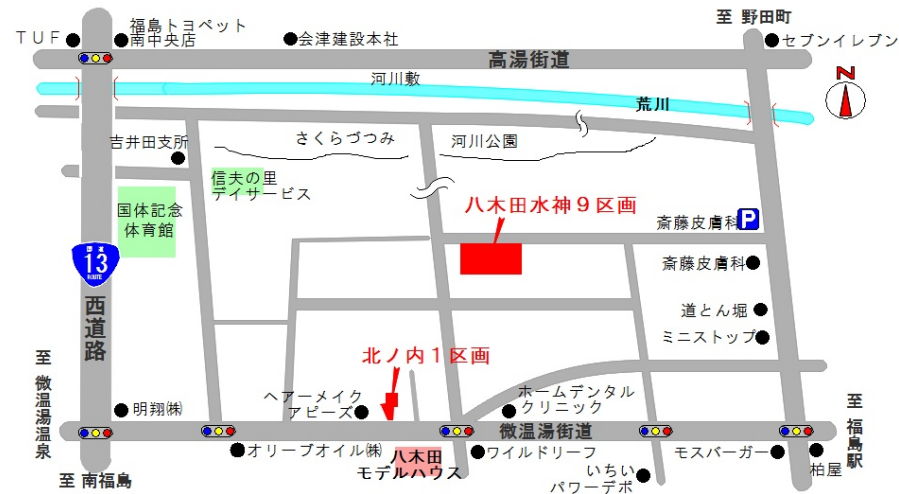 至 野田町
福島トヨペット
南中央店
TUF
会津建設本社
セブンイレブン
高湯街道
河川敷
荒川
N
吉井田支所
さくらづつみ
河川公園
信夫の里
デイサービス
国体記念
体育館
八木田水神9区画
斎藤皮膚科
P
国道
13
ROUTE
斎藤皮膚科
西道路
道とん堀
ミニストップ
至 微温湯温泉
北ノ内1区画
ヘアーメイク
アピーズ
ホームデンタル
クリニック
明翔㈱
微温湯街道
至 福島駅
オリーブオイル㈱
八木田
モデルハウス
ワイルドリーフ
モスバーガー
いちい
パワーデポ
柏屋
至 南福島